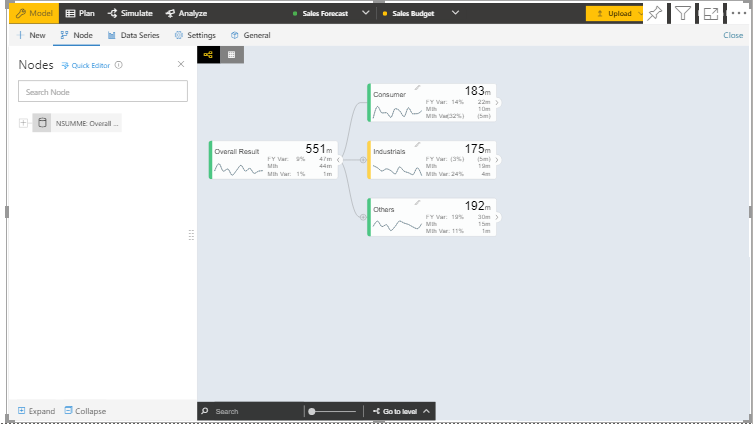 Model Plan Simulate Analyze Sales Forecast Sales Budget Upload
New Node Data Series Settings General Close
Nodes Quick Editor
Search Node
NSUMME: Overall ...
Overall Result 551m
FY Var. 9% 47m
Mth 44m
Mth Var. 1% 1m
Consumer 183m
FY Var. 14% 22m
Mth 10m
Mth Var.(32%) (5m)
Industrials 175m
FY Var. (3%) (5m)
Mth 19m
Mth Var. 24% 4m
Others 192m
FY Var. 19% 30m
Mth 15m
Mth Var. 11% 1m
Expand Collapse
Search Go to level